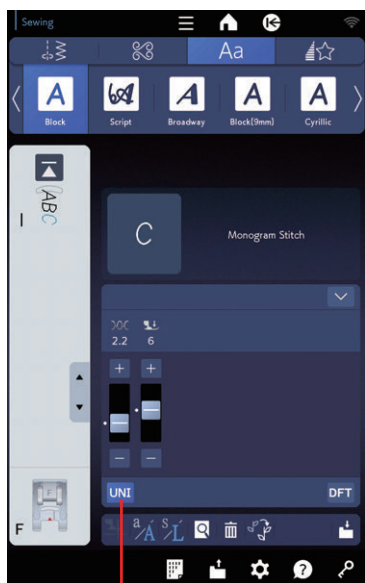 Sewing
Aa
A A A A
Block Script Broadway Block(9mm) Cyrillic
ABC
I
C Monogram Stitch
2.2 6
+ +
− −
UNI DFT
F
a/Á S/Ĺ
?